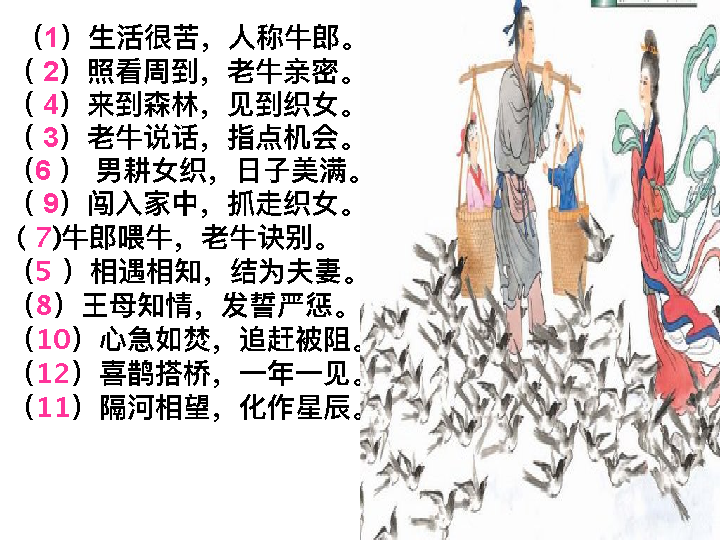 （1）生活很苦，人称牛郎。
（ 2）照看周到，老牛亲密。
（ 4）来到森林，见到织女。
（ 3）老牛说话，指点机会。
（6 ） 男耕女织，日子美满。
（ 9）闯入家中，抓走织女。
( 7)牛郎喂牛，老牛诀别。
（5 ）相遇相知，结为夫妻。
（8）王母知情，发誓严惩。
（10）心急如焚，追赶被阻。
（12）喜鹊搭桥，一年一见。
（11）隔河相望，化作星辰。